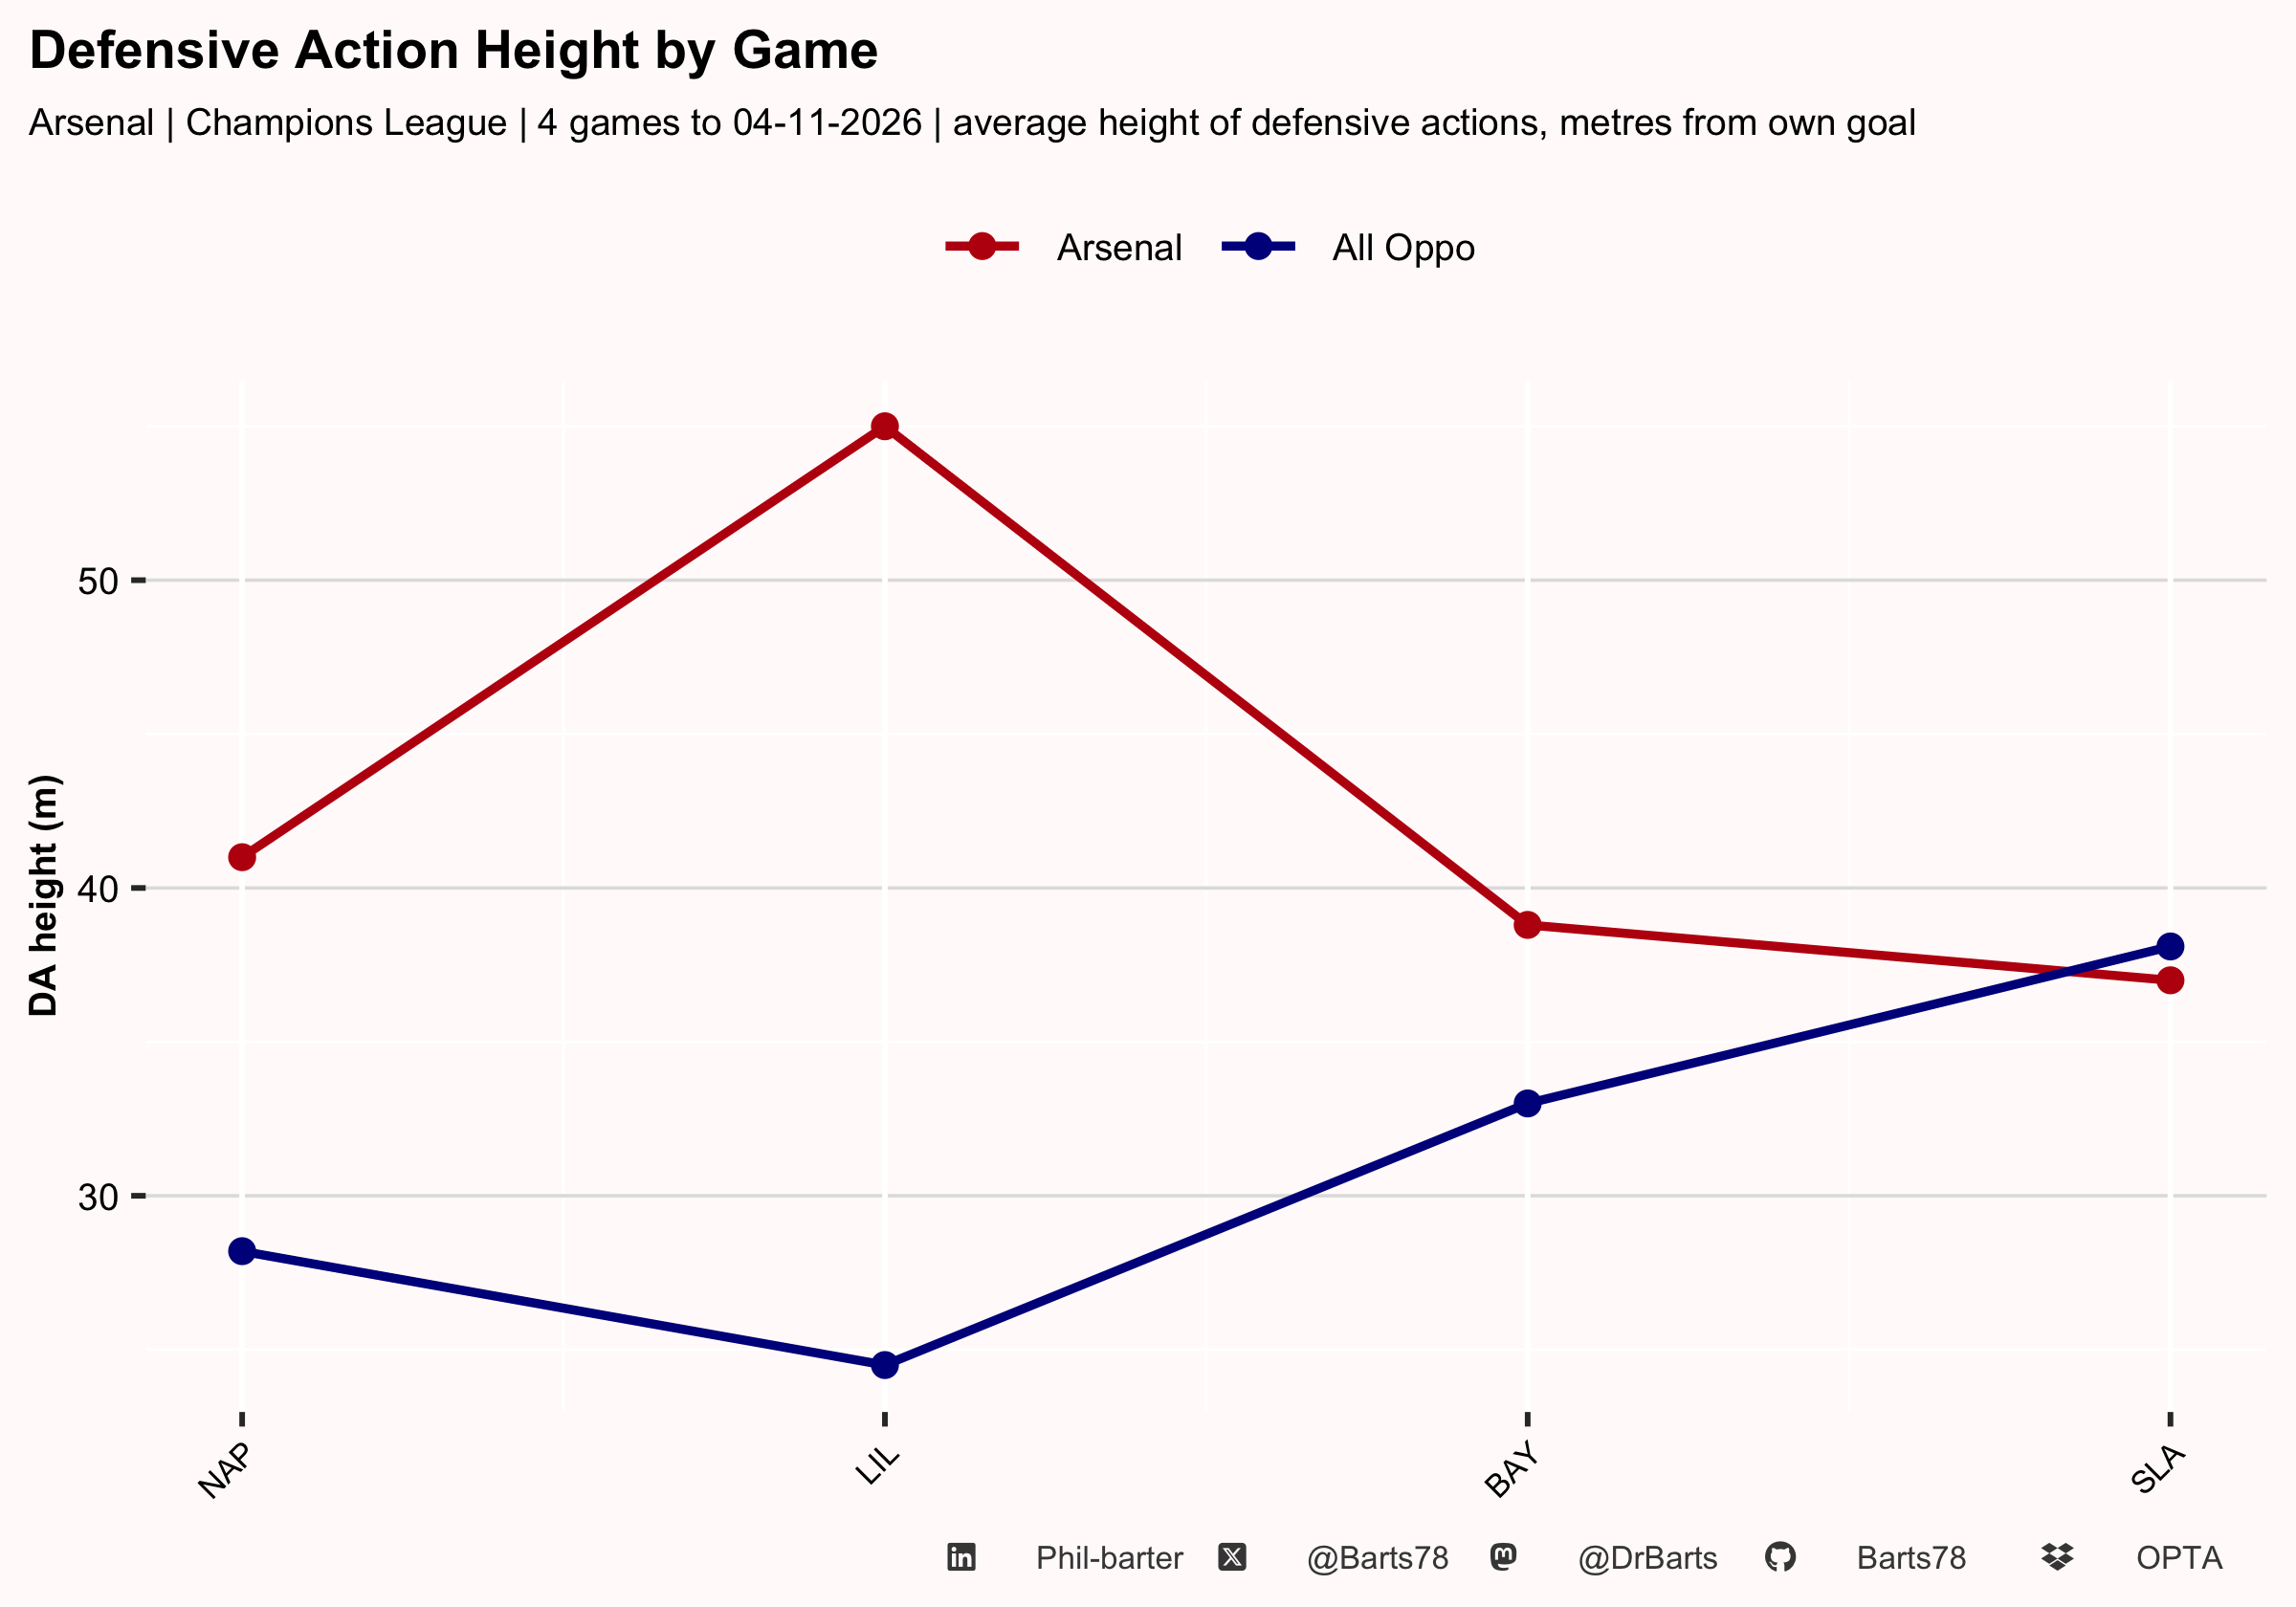 Defensive Action Height by Game
Arsenal | Champions League | 4 games to 04-11-2026 | average height of defensive actions, metres from own goal
Arsenal All Oppo
DA height (m)
50
40
30
NAP LIL BAY SLA
Phil-barter @Barts78 @DrBarts Barts78 OPTA